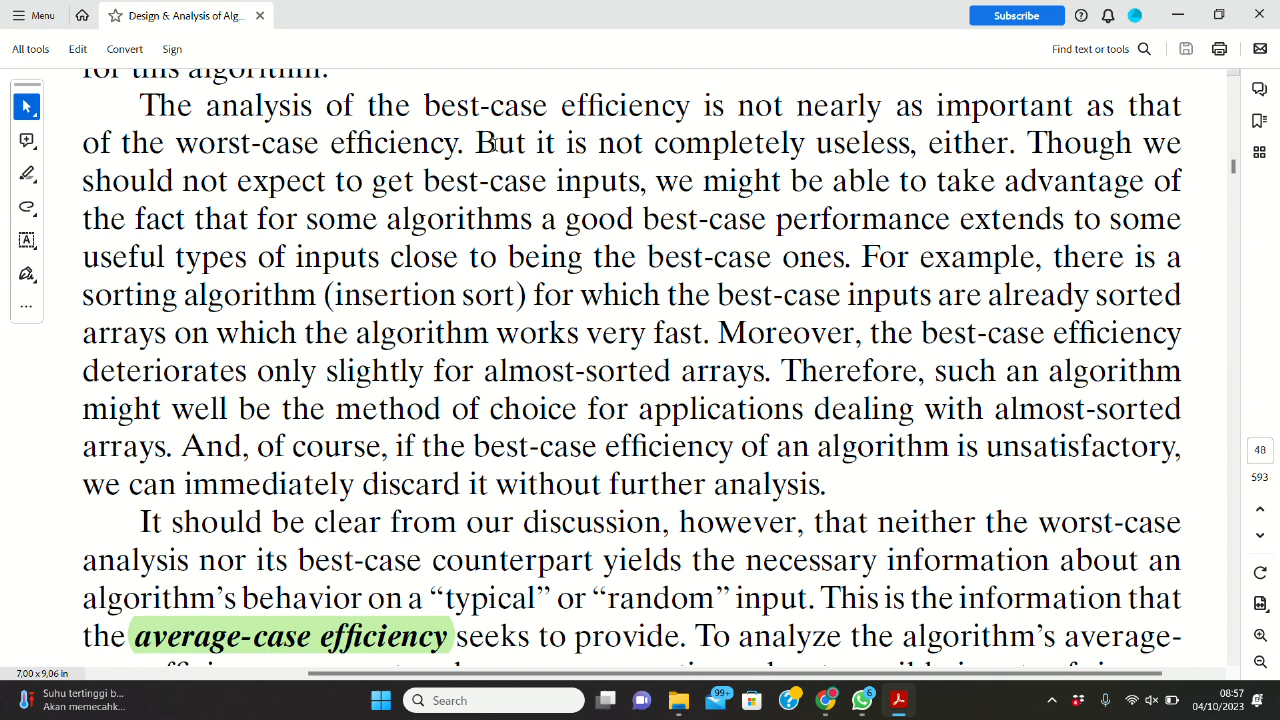 Menu
Design & Analysis of Alg...
Subscribe
All tools
Edit
Convert
Sign
Find text or tools
for this algorithm.
The analysis of the best-case efficiency is not nearly as important as that
of the worst-case efficiency. But it is not completely useless, either. Though we
should not expect to get best-case inputs, we might be able to take advantage of
the fact that for some algorithms a good best-case performance extends to some
useful types of inputs close to being the best-case ones. For example, there is a
sorting algorithm (insertion sort) for which the best-case inputs are already sorted
arrays on which the algorithm works very fast. Moreover, the best-case efficiency
deteriorates only slightly for almost-sorted arrays. Therefore, such an algorithm
might well be the method of choice for applications dealing with almost-sorted
arrays. And, of course, if the best-case efficiency of an algorithm is unsatisfactory,
we can immediately discard it without further analysis.
It should be clear from our discussion, however, that neither the worst-case
analysis nor its best-case counterpart yields the necessary information about an
algorithm’s behavior on a “typical” or “random” input. This is the information that
the average-case efficiency seeks to provide. To analyze the algorithm’s average-
48
593
7,00 x 9,06 in
Suhu tertinggi b...
Akan memecahk...
Search
99+
6
08:57
04/10/2023